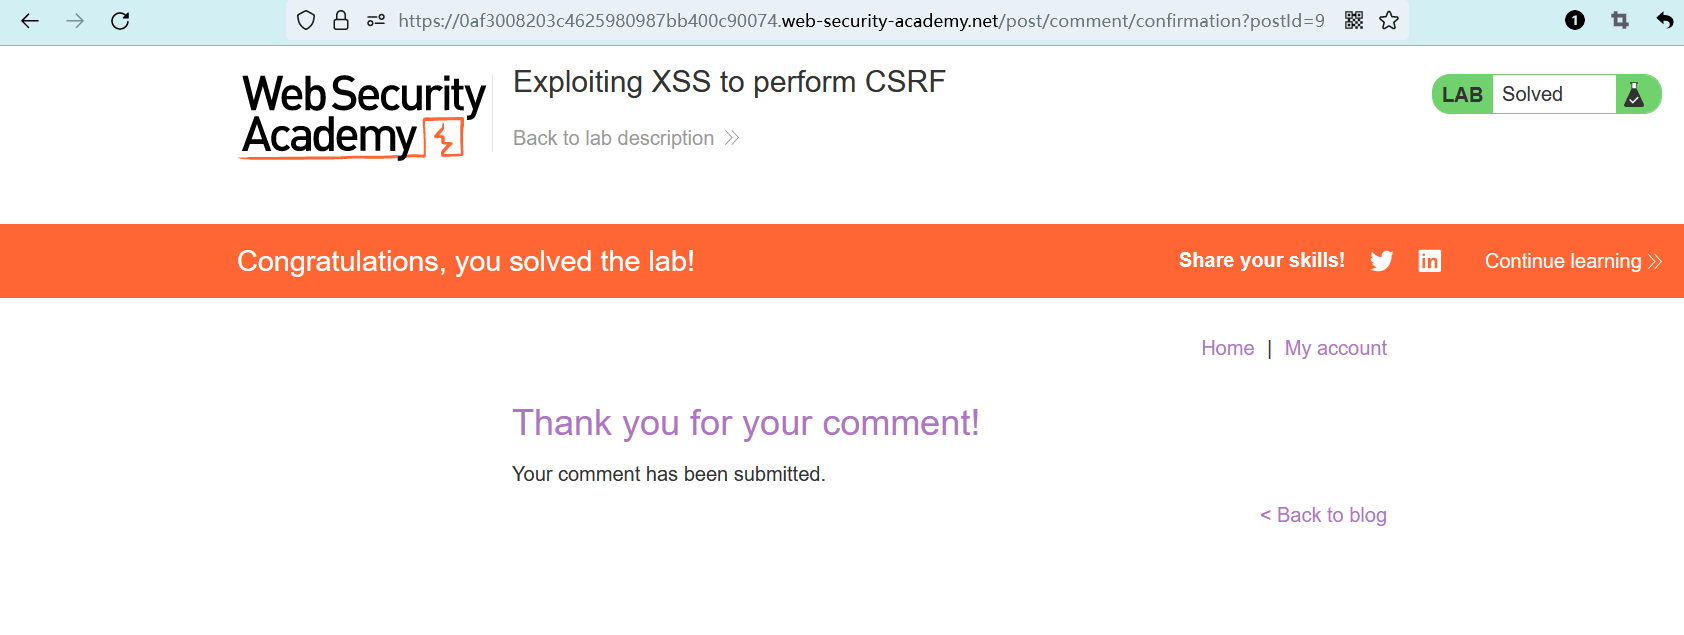 https://0af3008203c4625980987bb400c90074.web-security-academy.net/post/comment/confirmation?postId=9
1
Web Security
Academy
Exploiting XSS to perform CSRF
Back to lab description
LAB Solved
Congratulations, you solved the lab!
Share your skills!
in
Continue learning
Home | My account
Thank you for your comment!
Your comment has been submitted.
< Back to blog